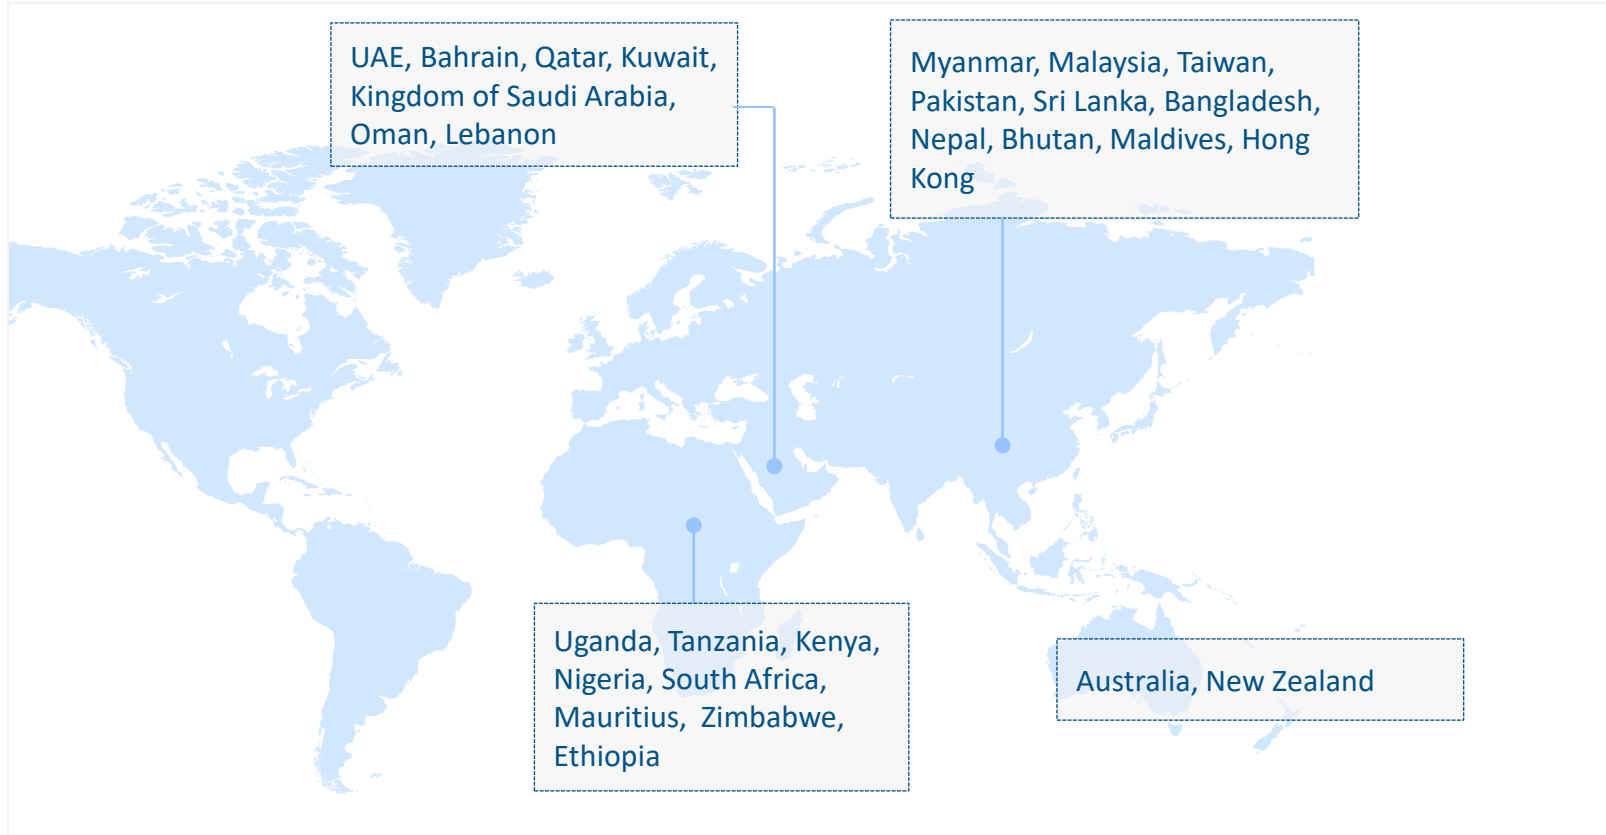 UAE, Bahrain, Qatar, Kuwait,
Kingdom of Saudi Arabia,
Oman, Lebanon
Myanmar, Malaysia, Taiwan,
Pakistan, Sri Lanka, Bangladesh,
Nepal, Bhutan, Maldives, Hong
Kong
Uganda, Tanzania, Kenya,
Nigeria, South Africa,
Mauritius,  Zimbabwe,
Ethiopia
Australia, New Zealand